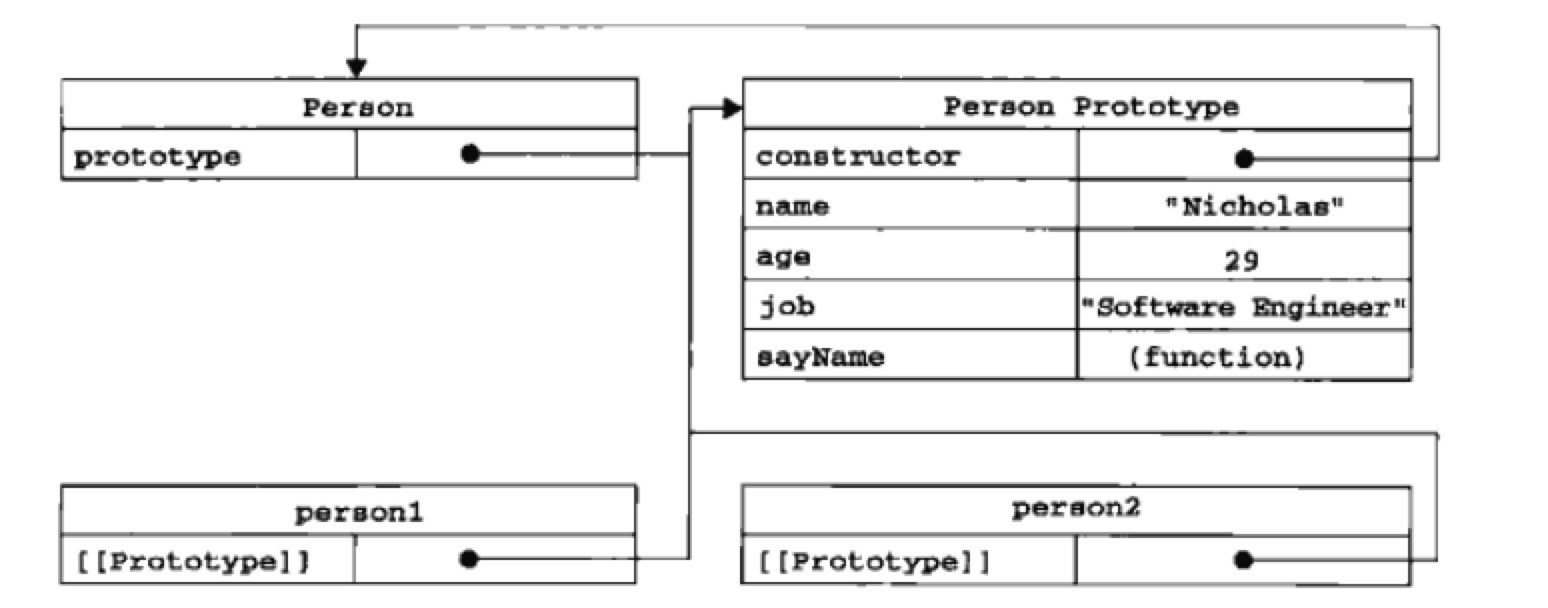 Person
prototype
Person Prototype
constructor
name "Nicholas"
age 29
job "Software Engineer"
sayName (function)
person1
[[Prototype]]
person2
[[Prototype]]